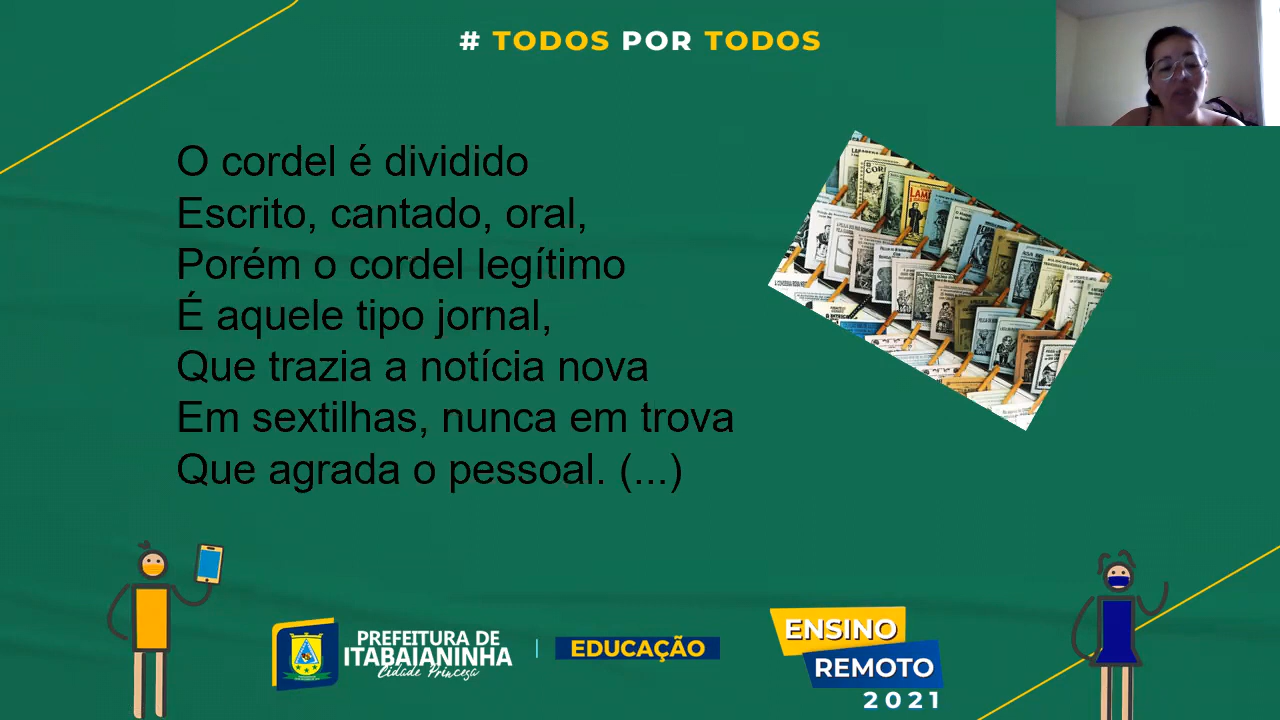 # TODOS POR TODOS
O cordel é dividido
Escrito, cantado, oral,
Porém o cordel legítimo
É aquele tipo jornal,
Que trazia a notícia nova
Em sextilhas, nunca em trova
Que agrada o pessoal. (...)
PREFEITURA DE
ITABAIANINHA
Cidade Princesa
EDUCAÇÃO
ENSINO
REMOTO
2021